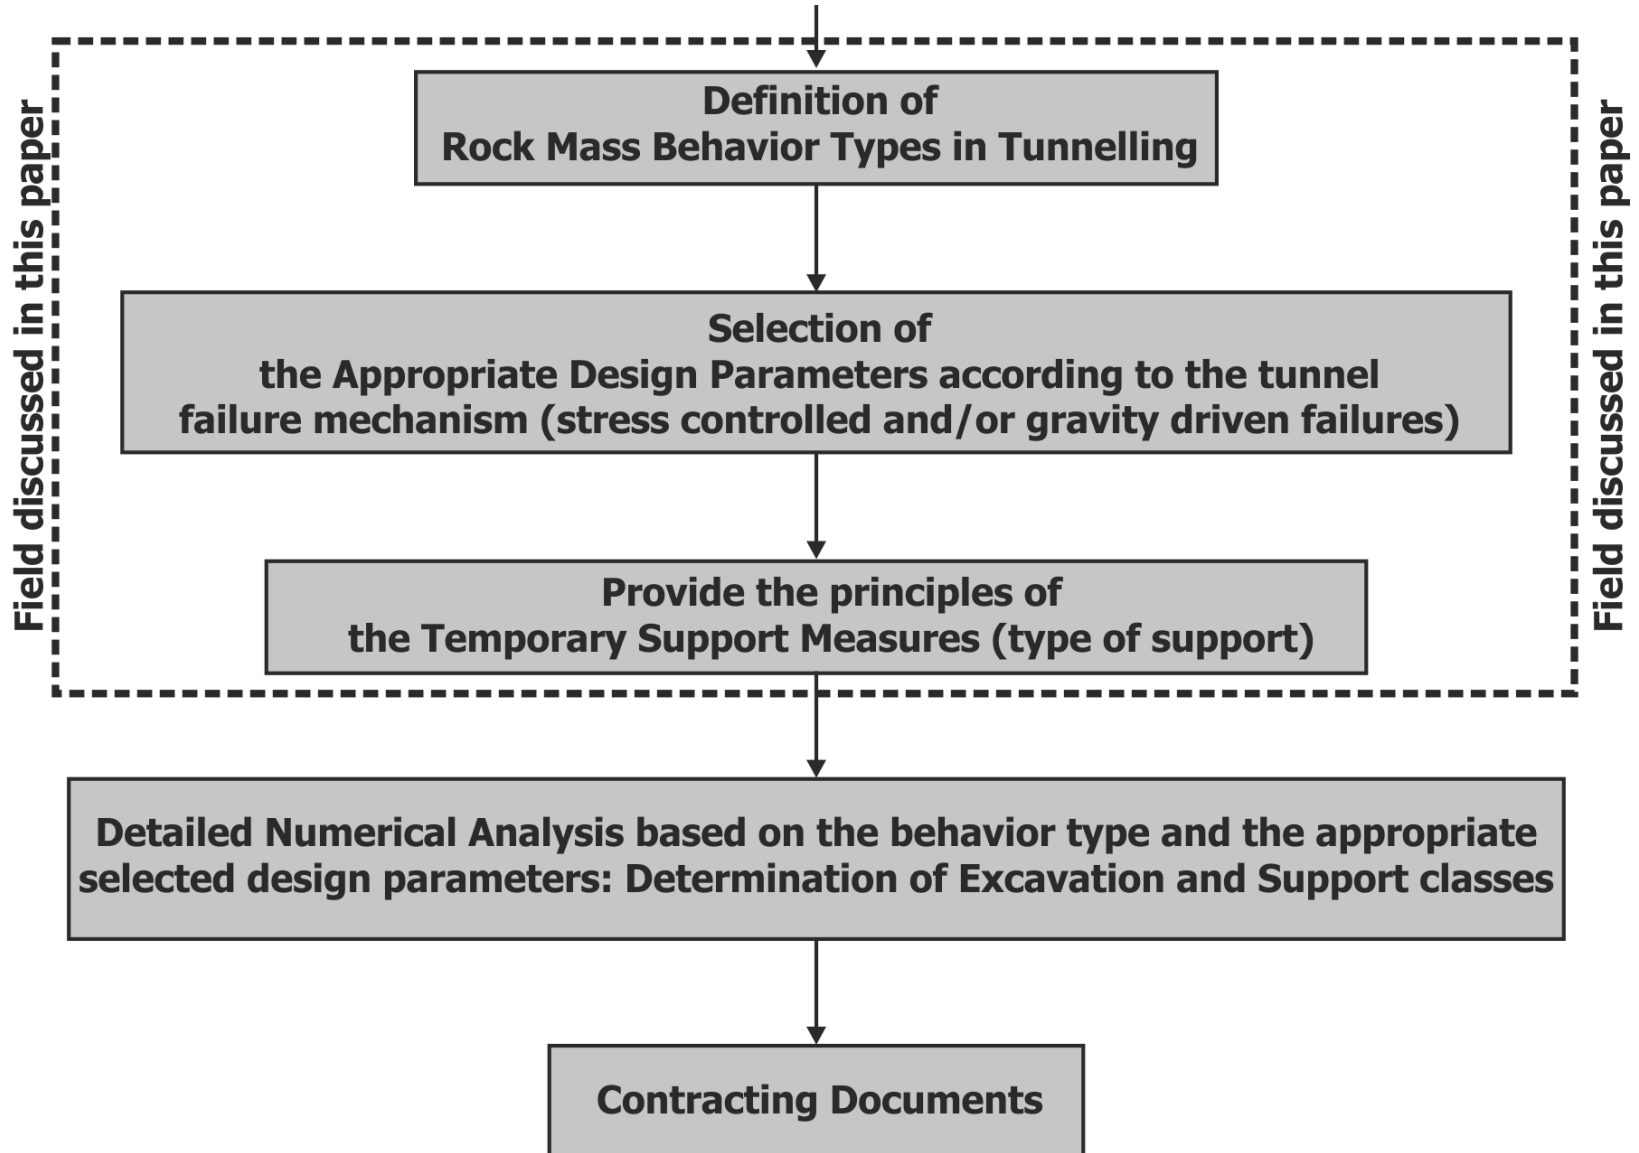 Field discussed in this paper
Definition of
Rock Mass Behavior Types in Tunnelling
Selection of
the Appropriate Design Parameters according to the tunnel
failure mechanism (stress controlled and/or gravity driven failures)
Provide the principles of
the Temporary Support Measures (type of support)
Field discussed in this paper
Detailed Numerical Analysis based on the behavior type and the appropriate
selected design parameters: Determination of Excavation and Support classes
Contracting Documents